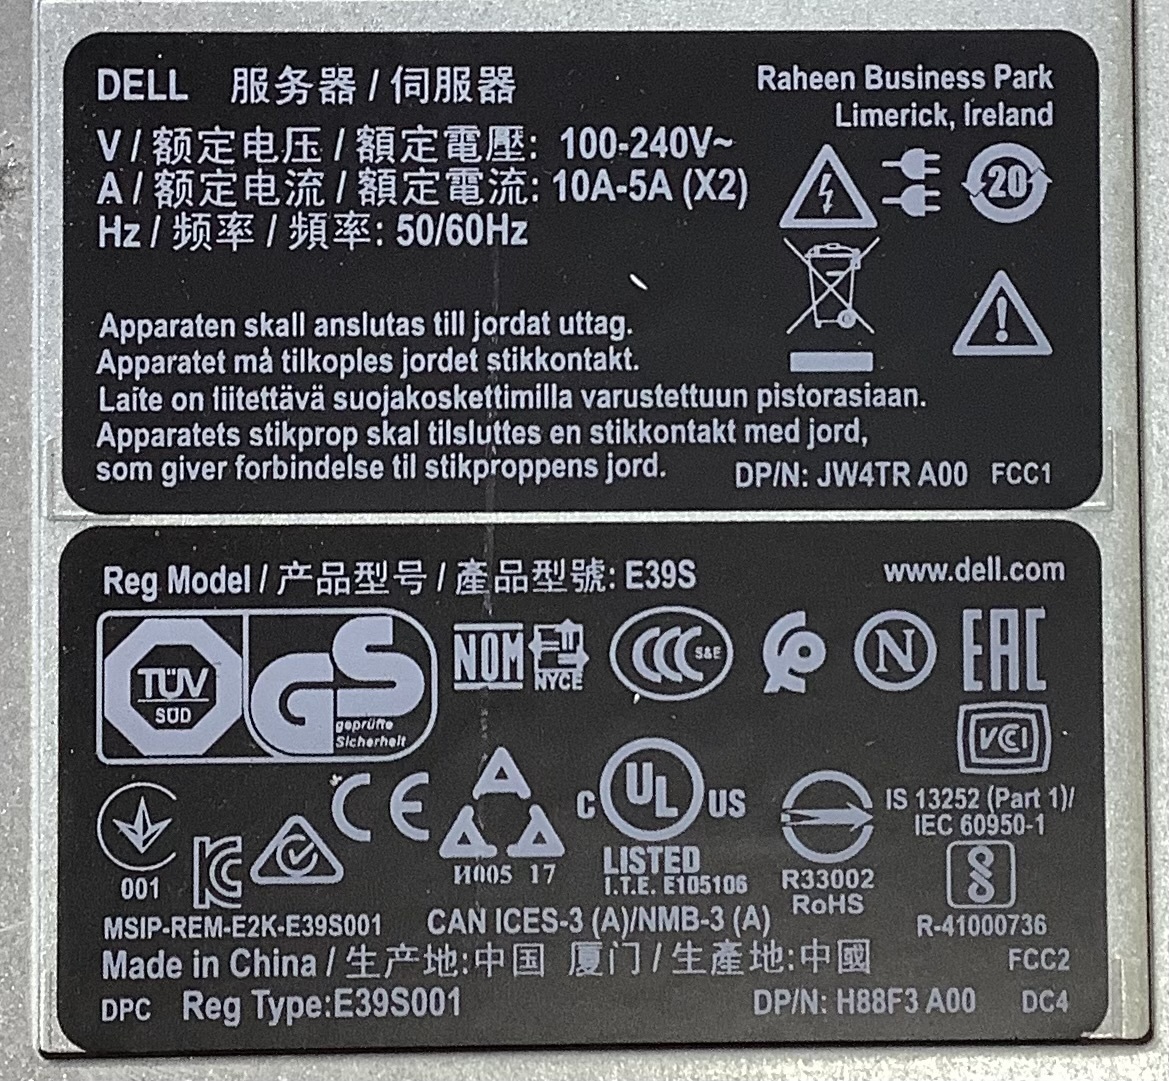 DELL 服务器 / 伺服器
Raheen Business Park
Limerick, Ireland
V / 额定电压 / 額定電壓: 100-240V~
A / 额定电流 / 額定電流: 10A-5A (X2)
Hz / 频率 / 頻率: 50/60Hz
20
Apparaten skall anslutas till jordat uttag.
Apparatet må tilkoples jordet stikkontakt.
Laite on liitettävä suojakoskettimilla varustettuun pistorasiaan.
Apparatets stikprop skal tilsluttes en stikkontakt med jord,
som giver forbindelse til stikproppens jord.
DP/N: JW4TR A00 FCC1
Reg Model / 产品型号 / 產品型號: E39S
www.dell.com
TÜV
SÜD
GS
geprüfte
Sicherheit
NOM
NYCE
CCC S&E
N
EAC
VCI
001
KC
CE
И005 17
C UL US
LISTED
I.T.E. E105106
R33002
RoHS
IS 13252 (Part 1)/
IEC 60950-1
R-41000736
MSIP-REM-E2K-E39S001
CAN ICES-3 (A)/NMB-3 (A)
Made in China / 生产地:中国 厦门 / 生產地:中國
FCC2
DPC Reg Type:E39S001
DP/N: H88F3 A00 DC4